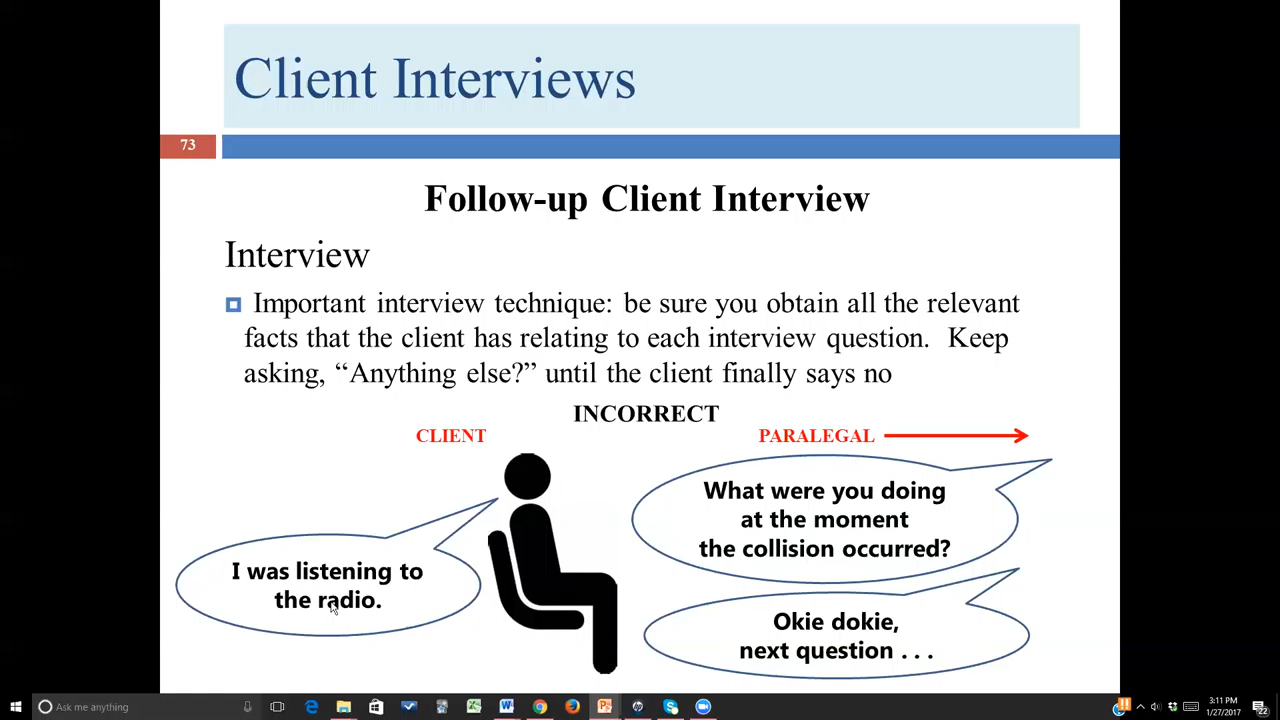 Client Interviews
73
Follow-up Client Interview
Interview
Important interview technique: be sure you obtain all the relevant
facts that the client has relating to each interview question. Keep
asking, “Anything else?” until the client finally says no
INCORRECT
CLIENT
PARALEGAL
What were you doing
at the moment
the collision occurred?
I was listening to
the radio.
Okie dokie,
next question . . .
Ask me anything
3:11 PM
1/27/2017
22